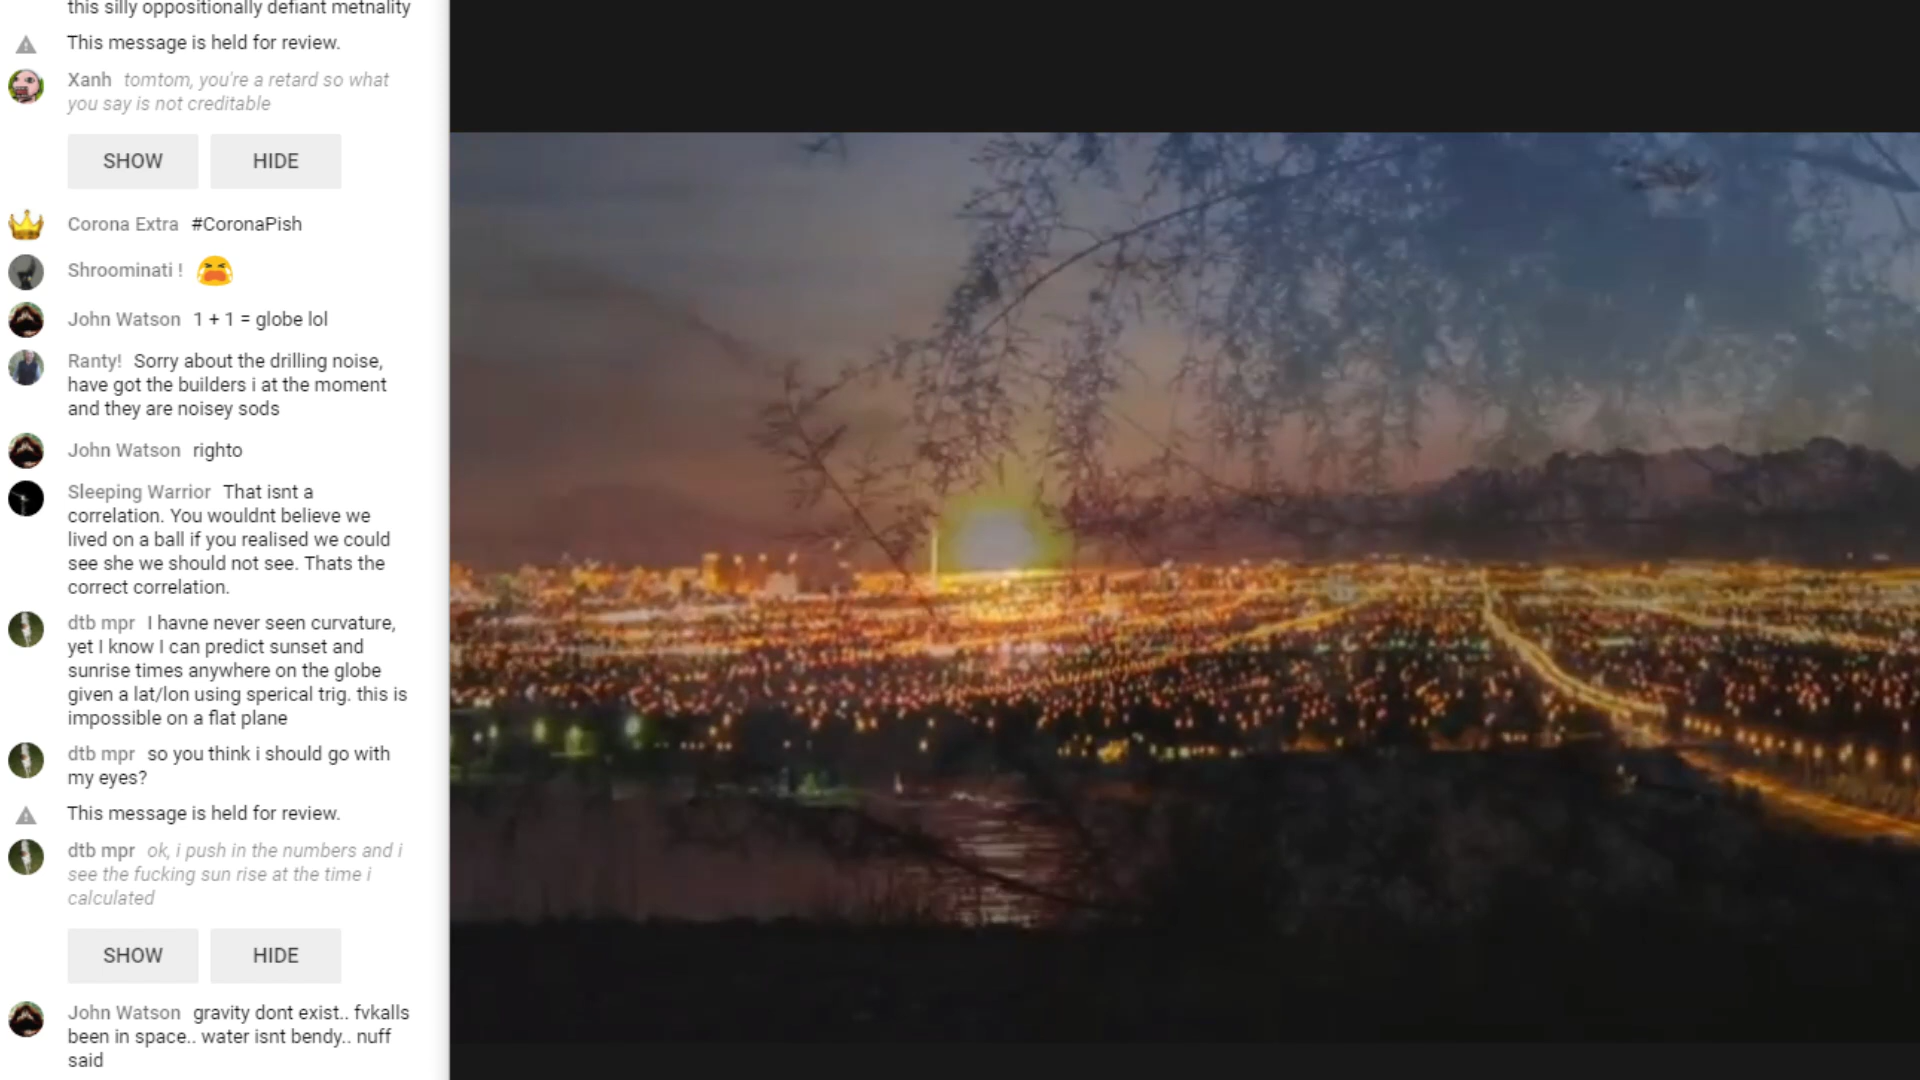 this silly oppositionally defiant metnality
This message is held for review.
Xanh tomtom, you're a retard so what
you say is not creditable
SHOW HIDE
Corona Extra #CoronaPish
Shroominati !
John Watson 1 + 1 = globe lol
Ranty! Sorry about the drilling noise,
have got the builders i at the moment
and they are noisey sods
John Watson righto
Sleeping Warrior That isnt a
correlation. You wouldnt believe we
lived on a ball if you realised we could
see she we should not see. Thats the
correct correlation.
dtb mpr I havne never seen curvature,
yet I know I can predict sunset and
sunrise times anywhere on the globe
given a lat/lon using sperical trig. this is
impossible on a flat plane
dtb mpr so you think i should go with
my eyes?
This message is held for review.
dtb mpr ok, i push in the numbers and i
see the fucking sun rise at the time i
calculated
SHOW HIDE
John Watson gravity dont exist.. fvkalls
been in space.. water isnt bendy.. nuff
said